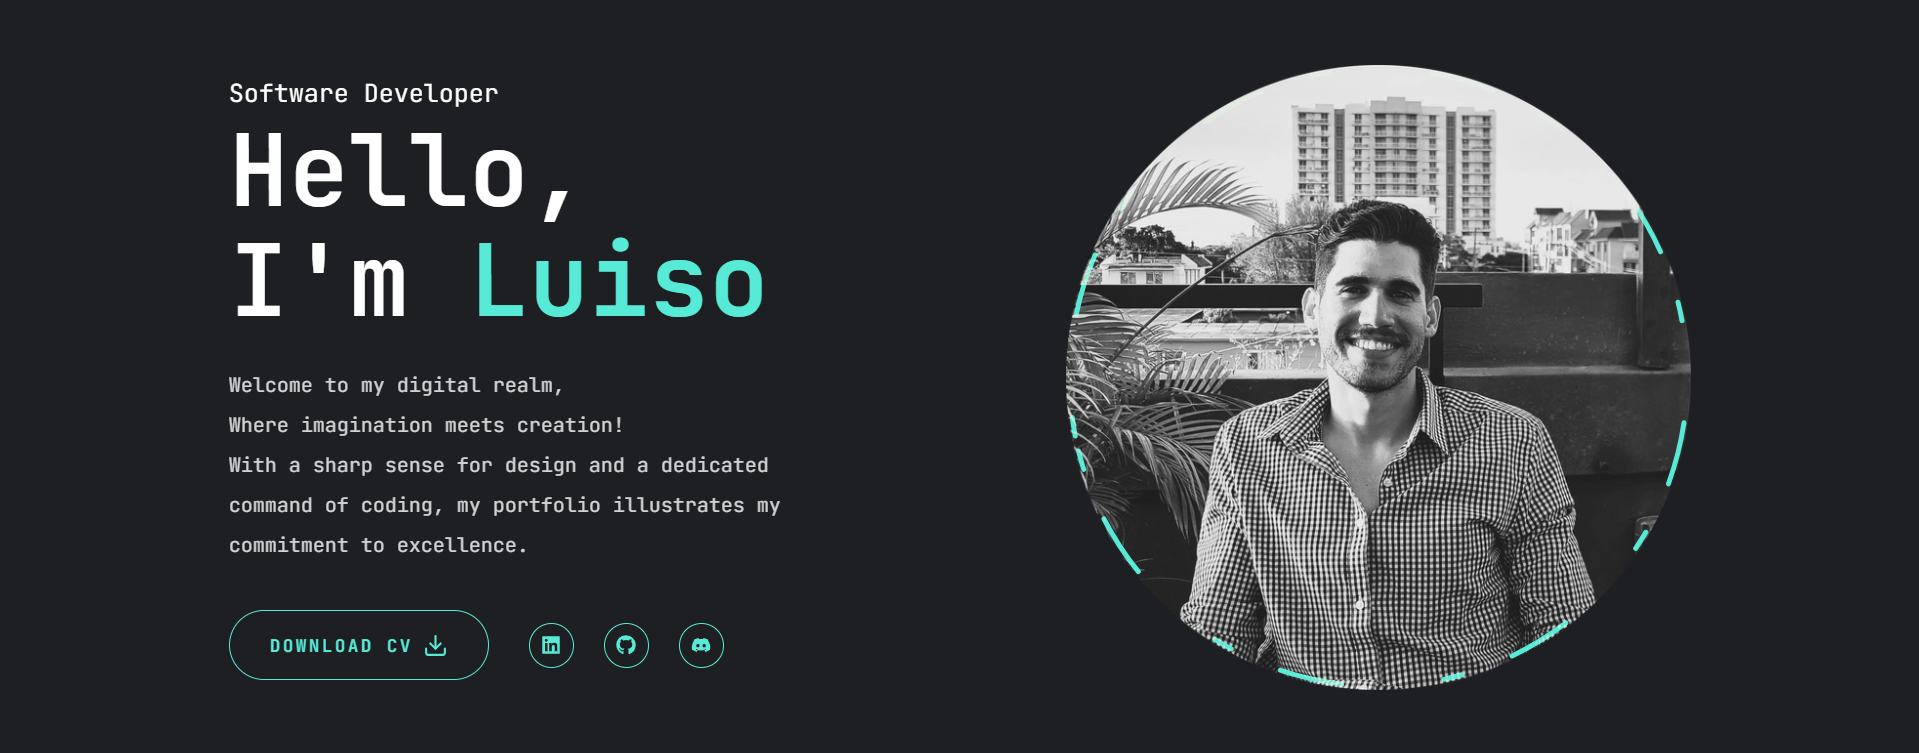 Software Developer
Hello,
I'm Luiso
Welcome to my digital realm,
Where imagination meets creation!
With a sharp sense for design and a dedicated
command of coding, my portfolio illustrates my
commitment to excellence.
DOWNLOAD CV